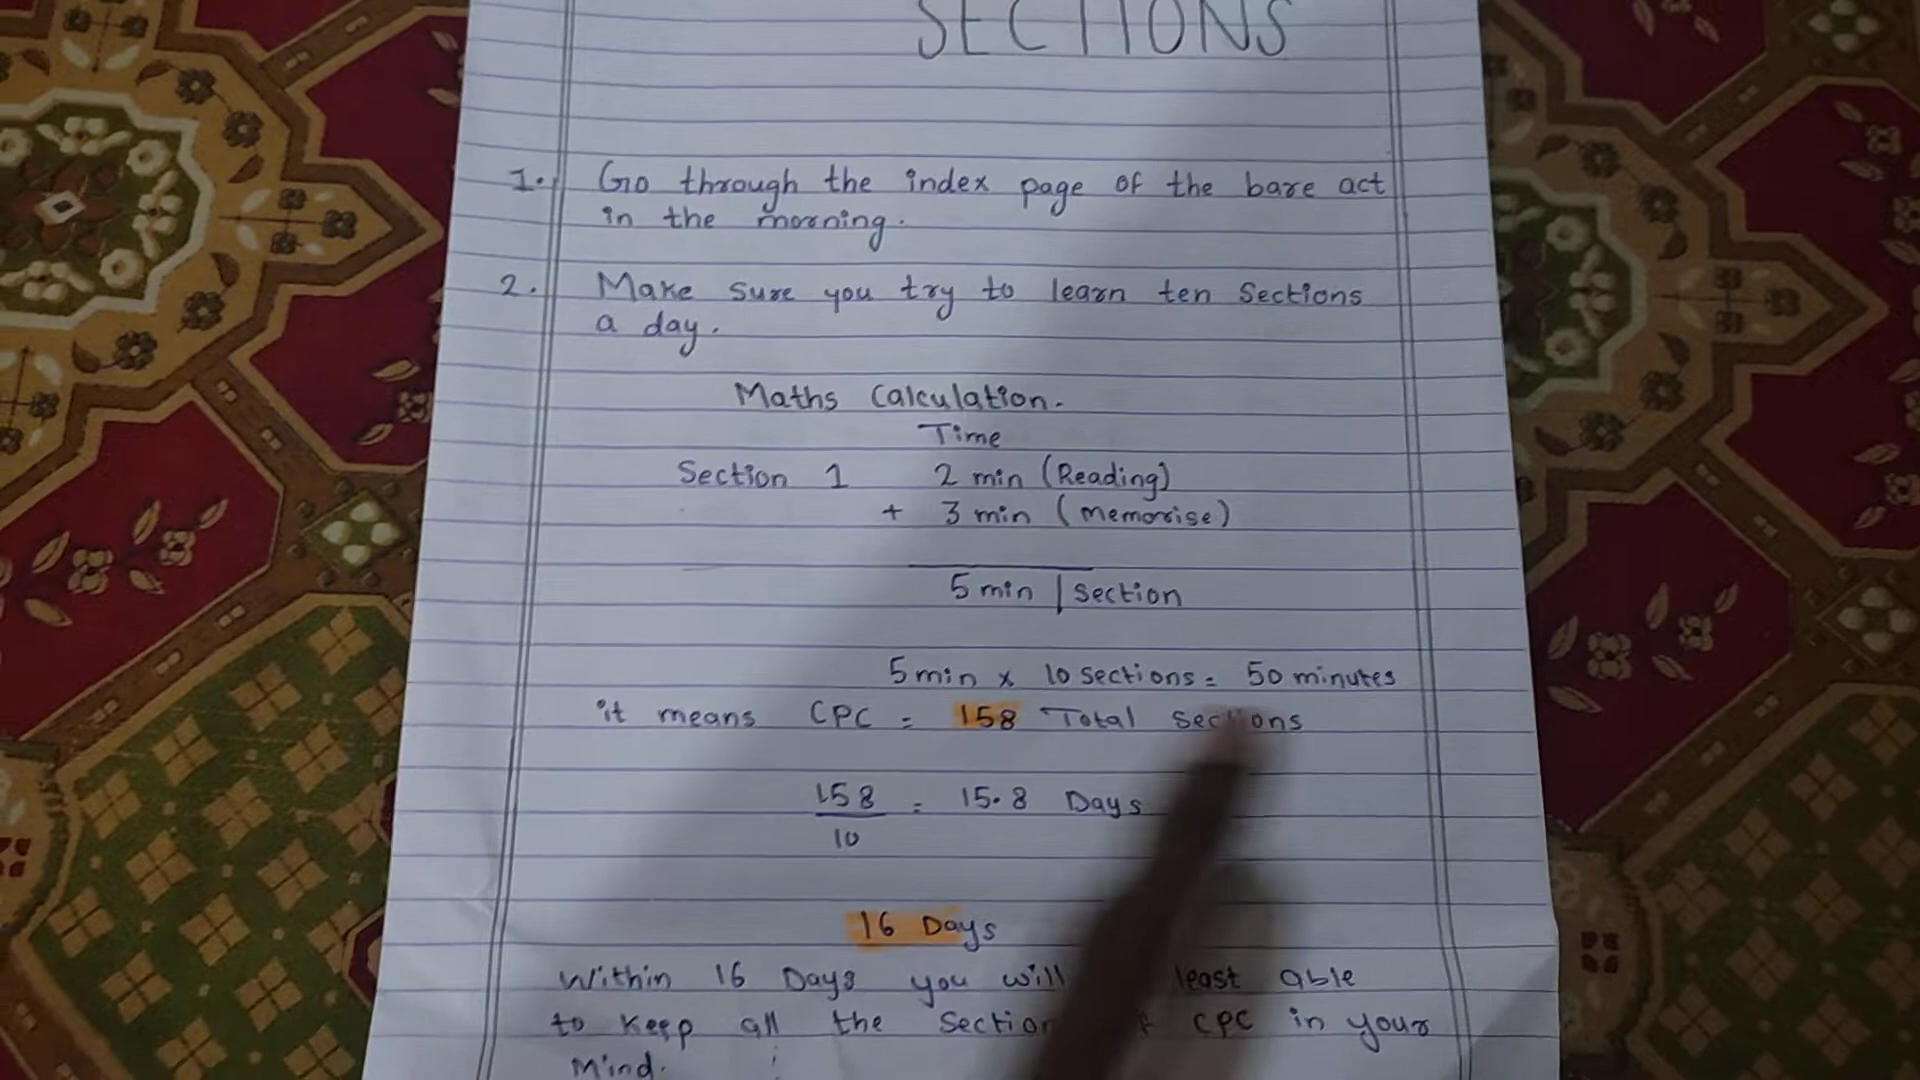 SECTIONS
1. Go through the index page of the bare act
in the morning.
2. Make sure you try to learn ten sections
a day.
Maths Calculation.
Time
Section 1 2 min (Reading)
+ 3 min (memorise)
5 min / section
5 min x 10 sections = 50 minutes
it means CPC = 158 Total sections
158 = 15.8 Days
10
16 Days
Within 16 Days you will least able
to keep all the CPC in your
Mind.